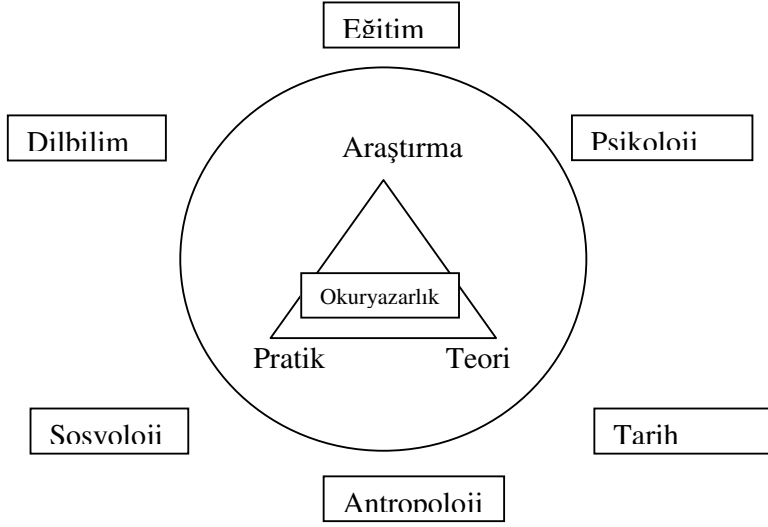 Eğitim
Dilbilim
Psikoloji
Araştırma
Okuryazarlık
Pratik
Teori
Sosyoloji
Tarih
Antropoloji